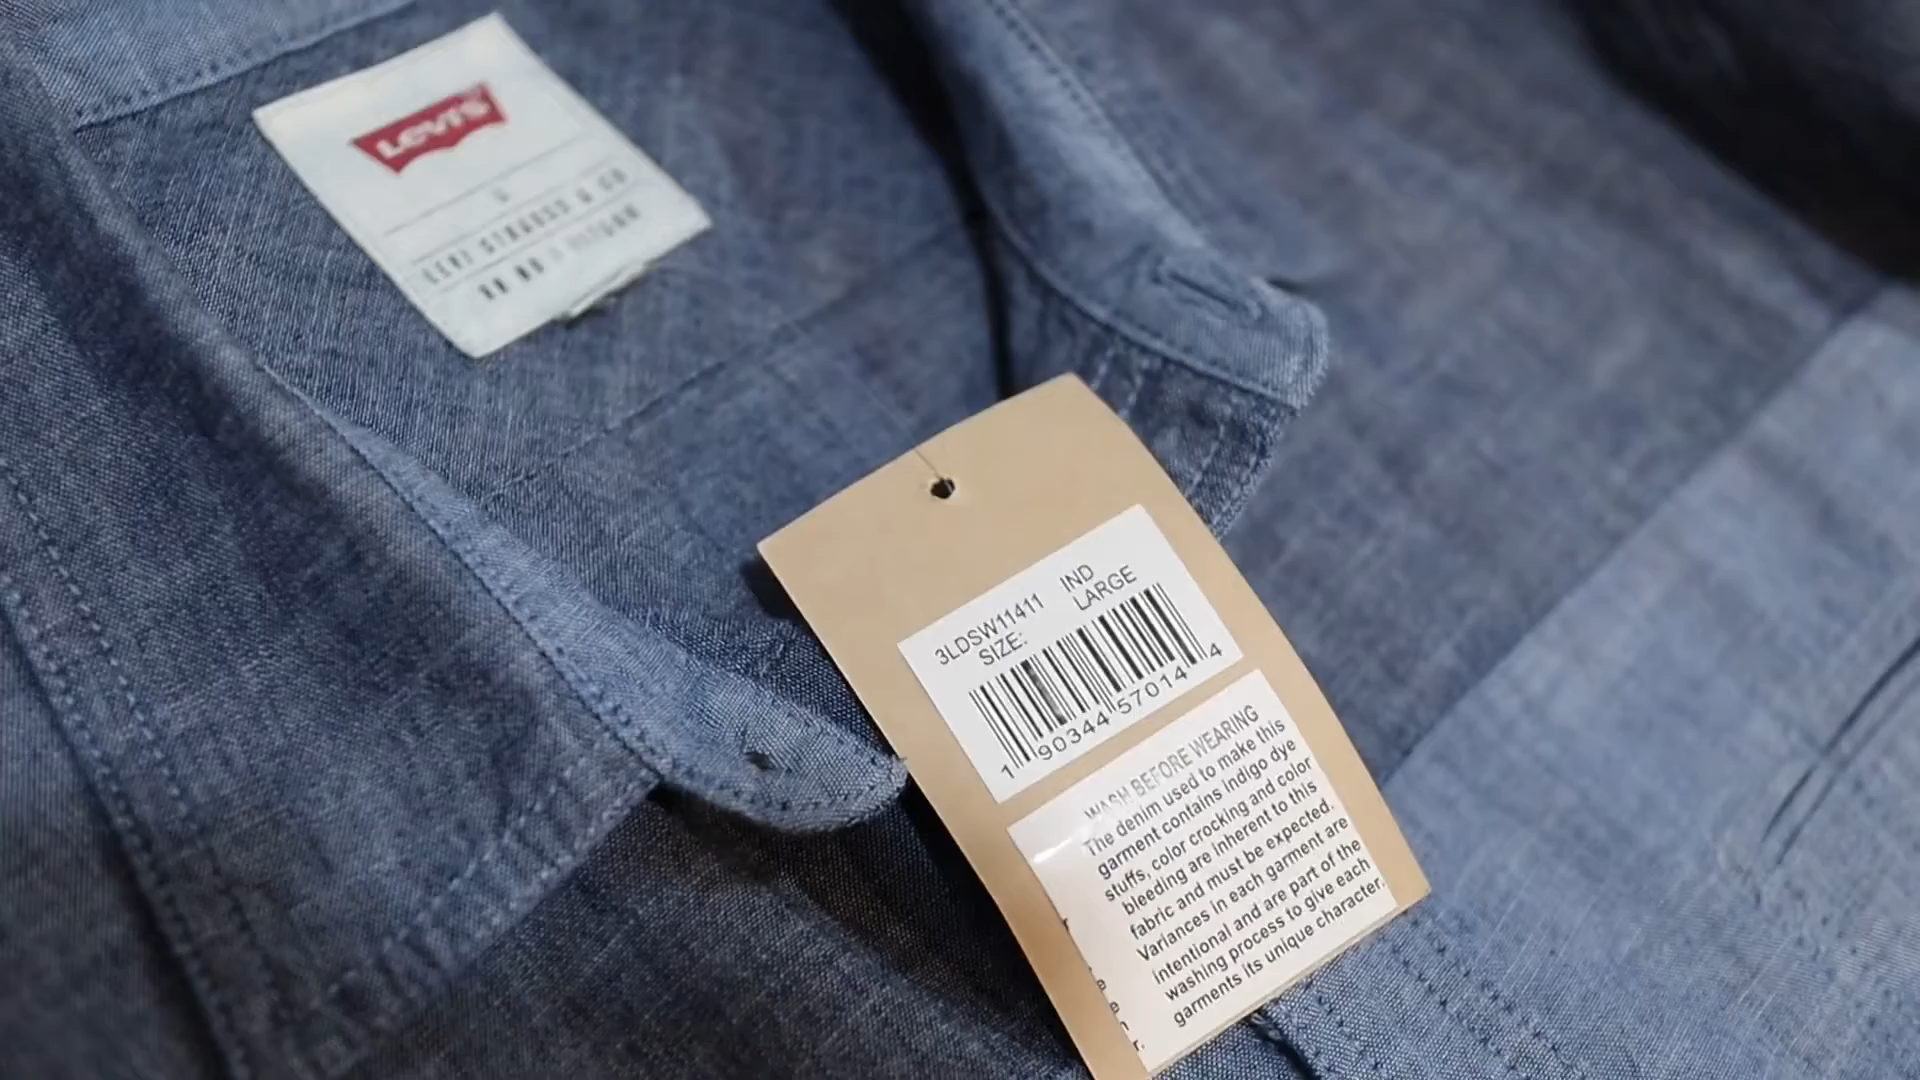 LEVI'S
L
LEVI STRAUSS & CO
3LDSW11411 IND
SIZE: LARGE
1 90344 57014 4
WASH BEFORE WEARING
The denim used to make this
garment contains indigo dye
stuffs, color crocking and color
bleeding are inherent to this
fabric and must be expected.
Variances in each garment are
intentional and are part of the
washing process to give each
garments its unique character.
e
e
n
r.